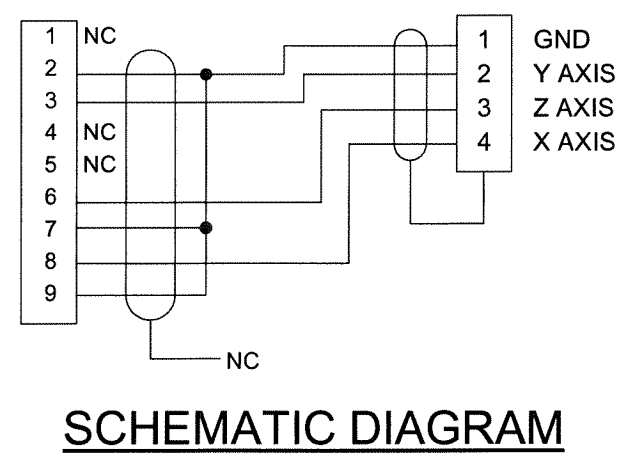 1 NC
2
3
4 NC
5 NC
6
7
8
9
NC
1 GND
2 Y AXIS
3 Z AXIS
4 X AXIS
SCHEMATIC DIAGRAM